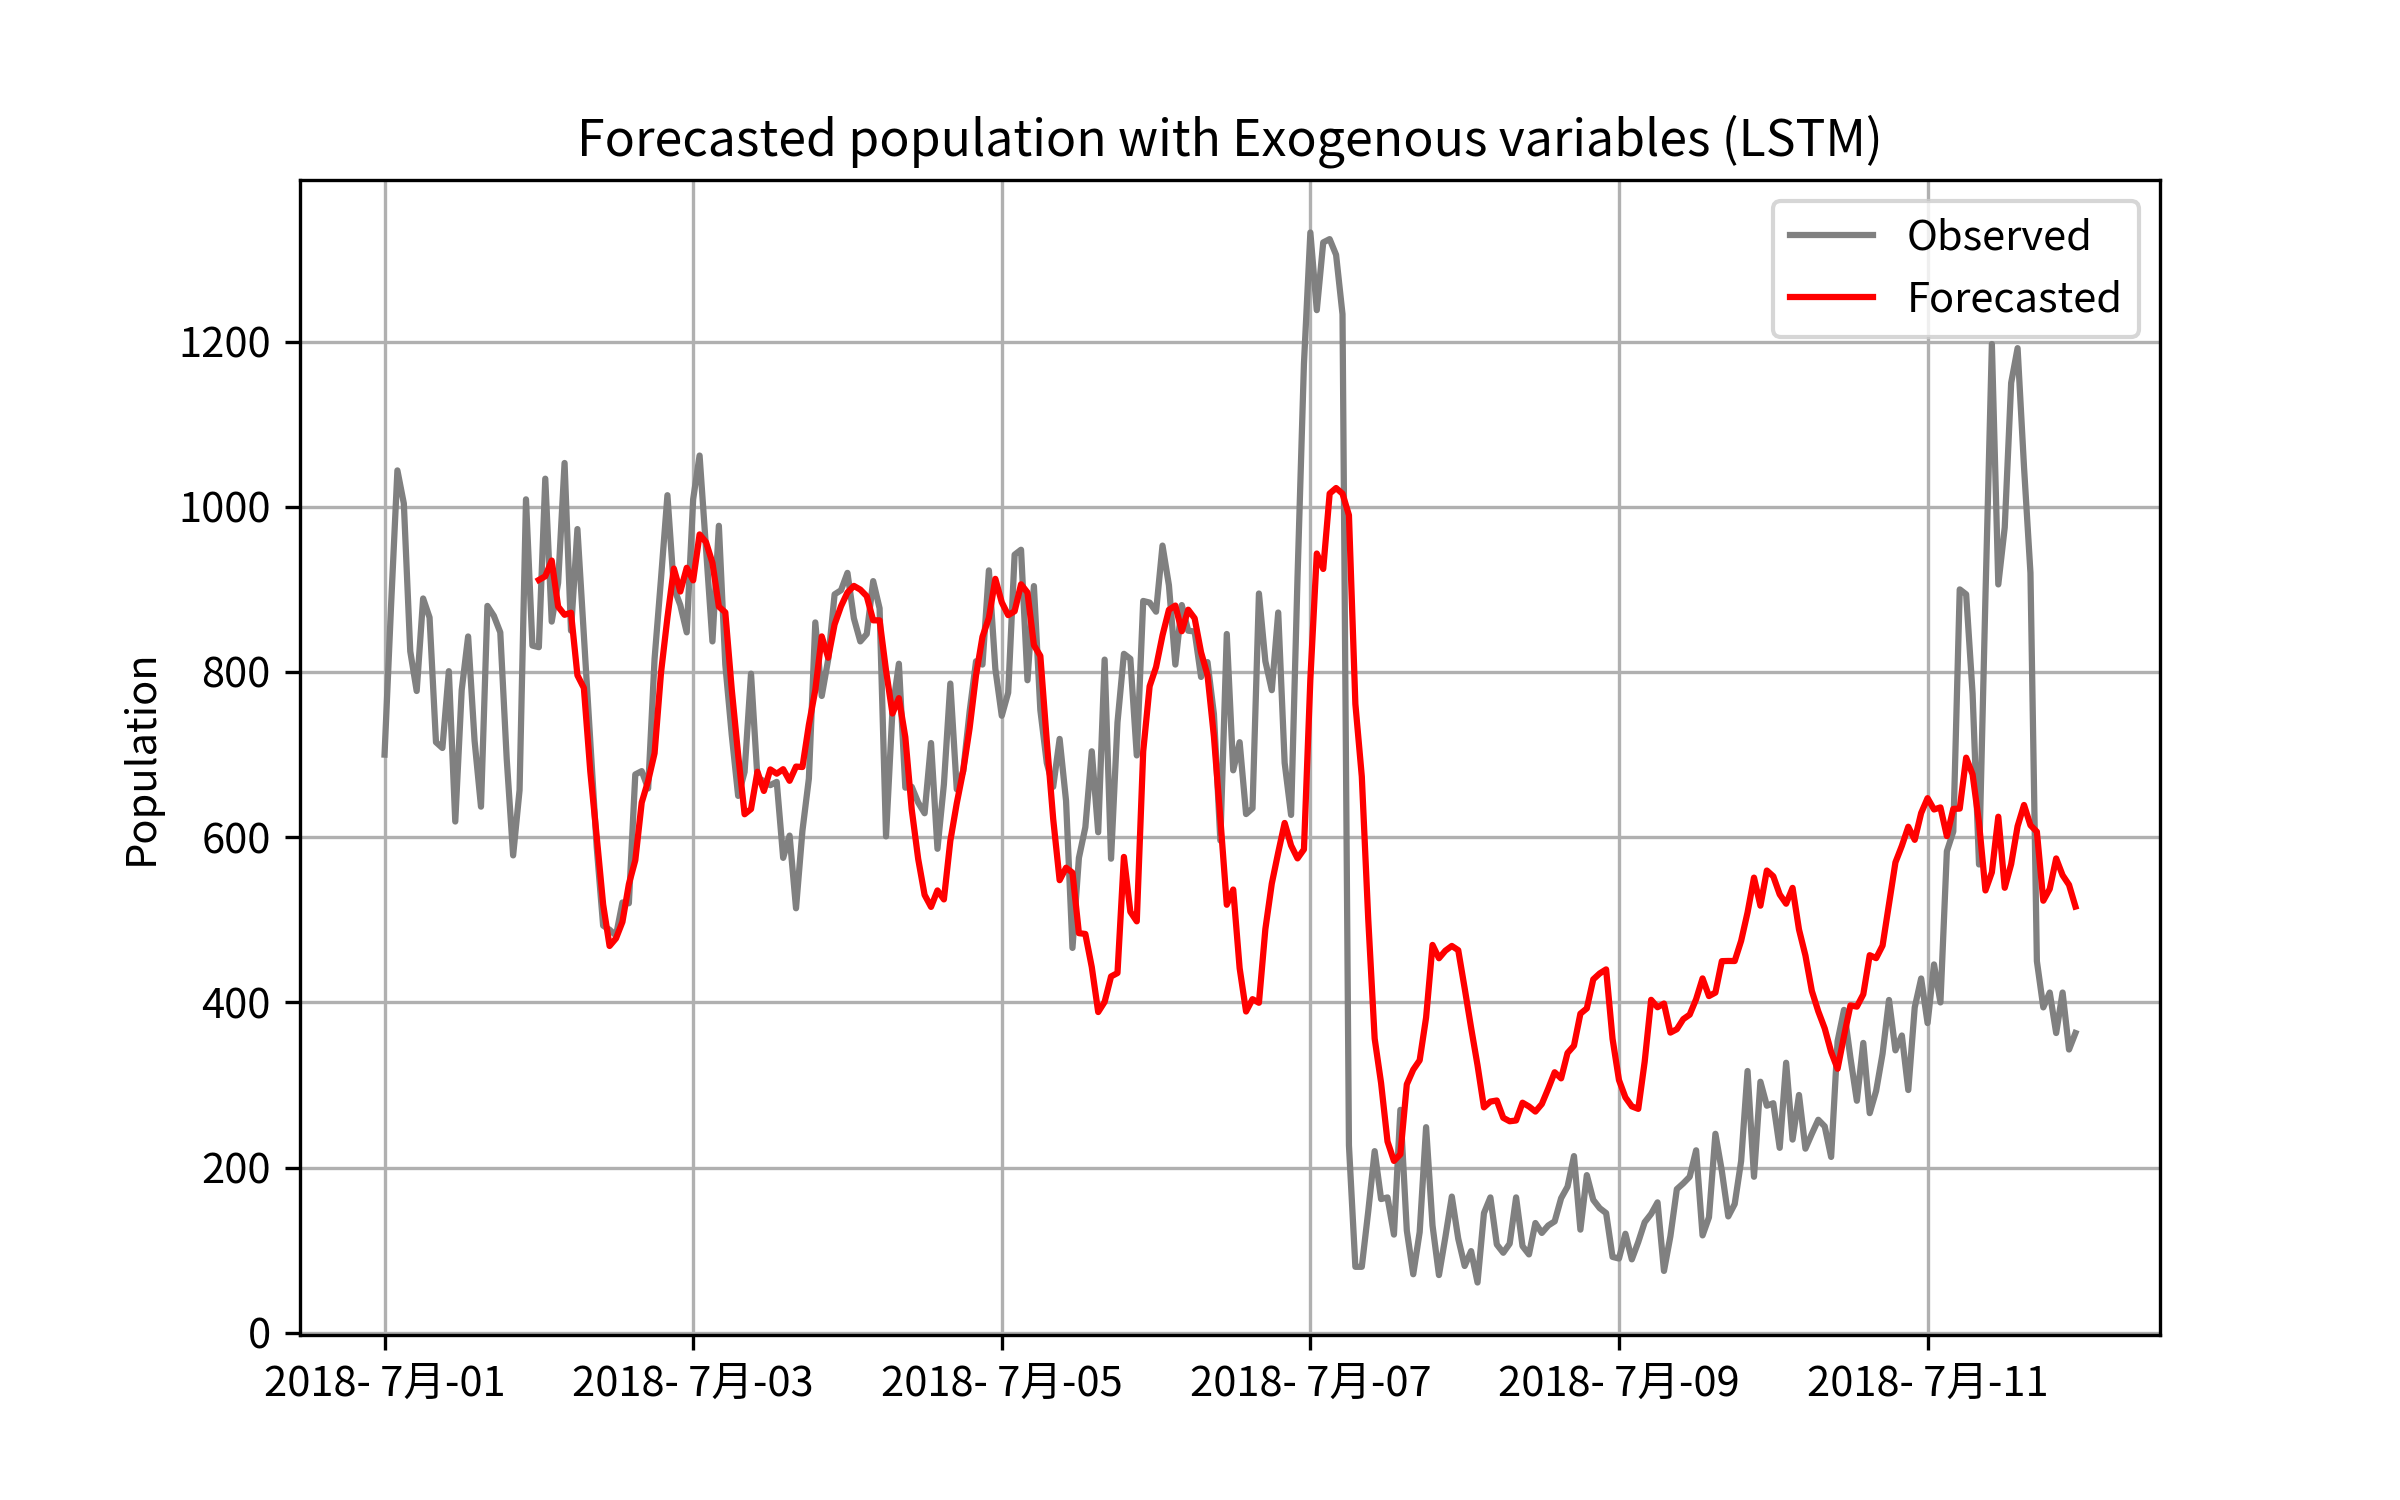 Forecasted population with Exogenous variables (LSTM)
Observed
Forecasted
Population
1200
1000
800
600
400
200
0
2018- 7月-01 2018- 7月-03 2018- 7月-05 2018- 7月-07 2018- 7月-09 2018- 7月-11